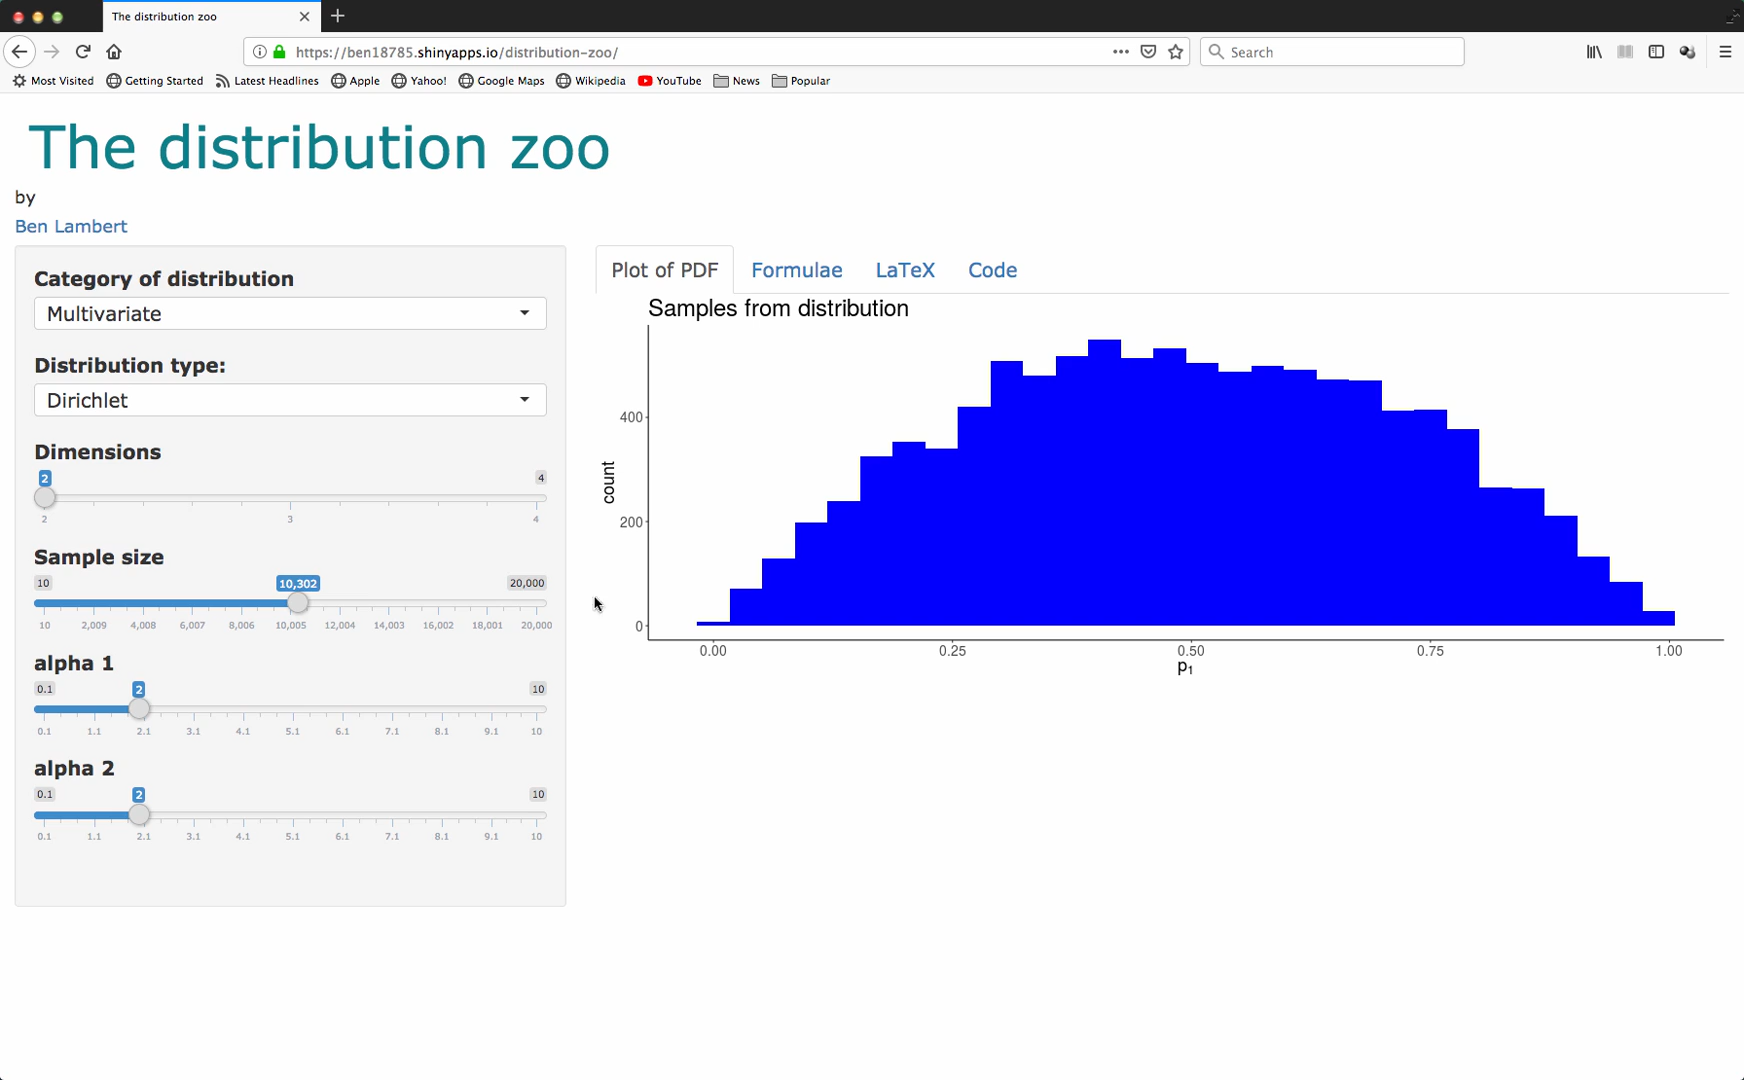 The distribution zoo
https://ben18785.shinyapps.io/distribution-zoo/
Search
Most Visited Getting Started Latest Headlines Apple Yahoo! Google Maps Wikipedia YouTube News Popular
The distribution zoo
by
Ben Lambert
Category of distribution
Multivariate
Distribution type:
Dirichlet
Dimensions
2 4
2 3 4
Sample size
10 10,302 20,000
10 2,009 4,008 6,007 8,006 10,005 12,004 14,003 16,002 18,001 20,000
alpha 1
0.1 2 10
0.1 1.1 2.1 3.1 4.1 5.1 6.1 7.1 8.1 9.1 10
alpha 2
0.1 2 10
0.1 1.1 2.1 3.1 4.1 5.1 6.1 7.1 8.1 9.1 10
Plot of PDF Formulae LaTeX Code
Samples from distribution
count
400
200
0
0.00 0.25 0.50 0.75 1.00
p₁